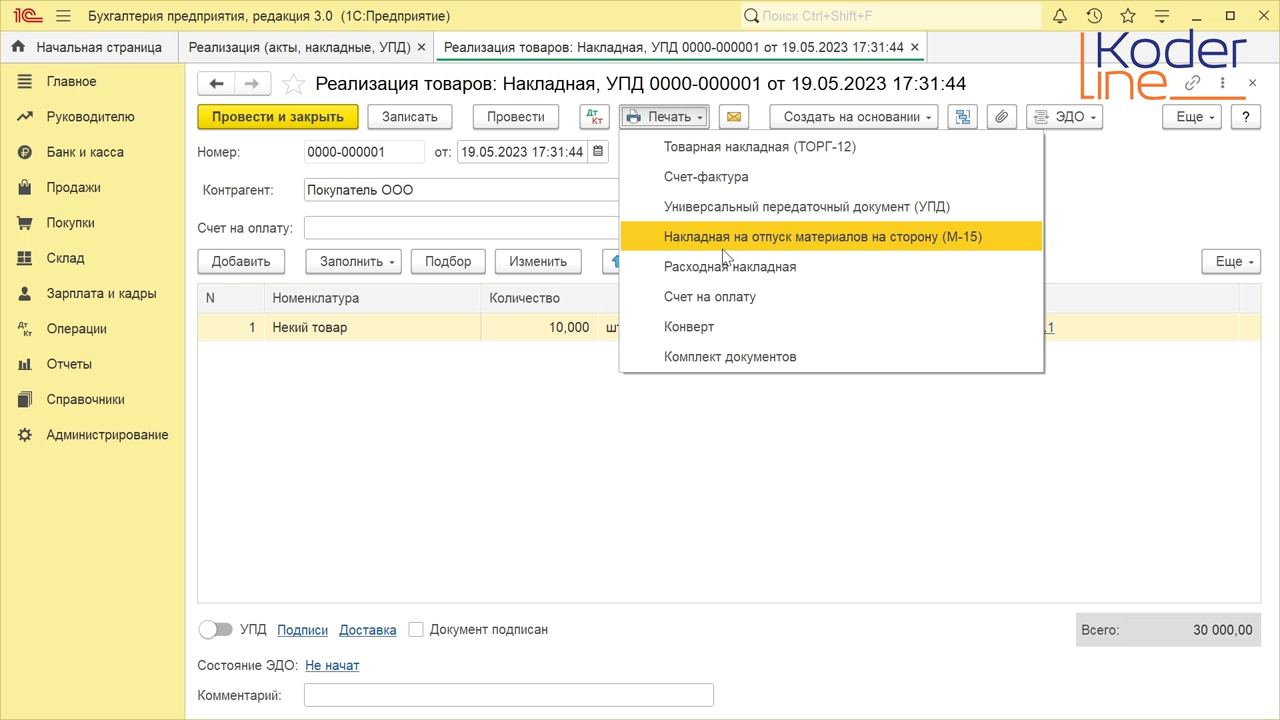 1С Бухгалтерия предприятия, редакция 3.0 (1С:Предприятие) Поиск Ctrl+Shift+F
Начальная страница Реализация (акты, накладные, УПД) × Реализация товаров: Накладная, УПД 0000-000001 от 19.05.2023 17:31:44 ×
Koder line
Главное
Руководителю
Банк и касса
Продажи
Покупки
Склад
Зарплата и кадры
Дт Кт Операции
Отчеты
Справочники
Администрирование
Реализация товаров: Накладная, УПД 0000-000001 от 19.05.2023 17:31:44
Провести и закрыть Записать Провести Дт Кт Печать Создать на основании ЭДО Еще ?
Номер: 0000-000001 от: 19.05.2023 17:31:44
Контрагент: Покупатель ООО
Счет на оплату:
Товарная накладная (ТОРГ-12)
Счет-фактура
Универсальный передаточный документ (УПД)
Накладная на отпуск материалов на сторону (М-15)
Расходная накладная
Счет на оплату
Конверт
Комплект документов
Добавить Заполнить Подбор Изменить Еще
N Номенклатура Количество
1 Некий товар 10,000 шт .1
УПД Подписи Доставка Документ подписан Всего: 30 000,00
Состояние ЭДО: Не начат
Комментарий: